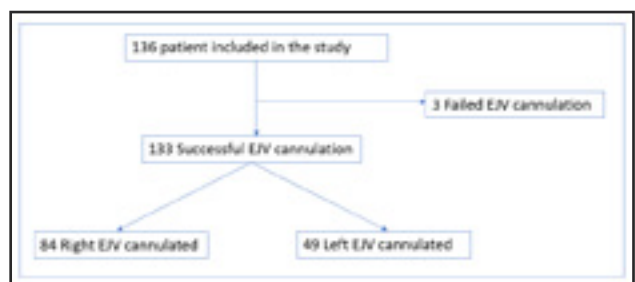 136 patient included in the study
3 Failed EJV cannulation
133 Successful EJV cannulation
84 Right EJV cannulated
49 Left EJV cannulated